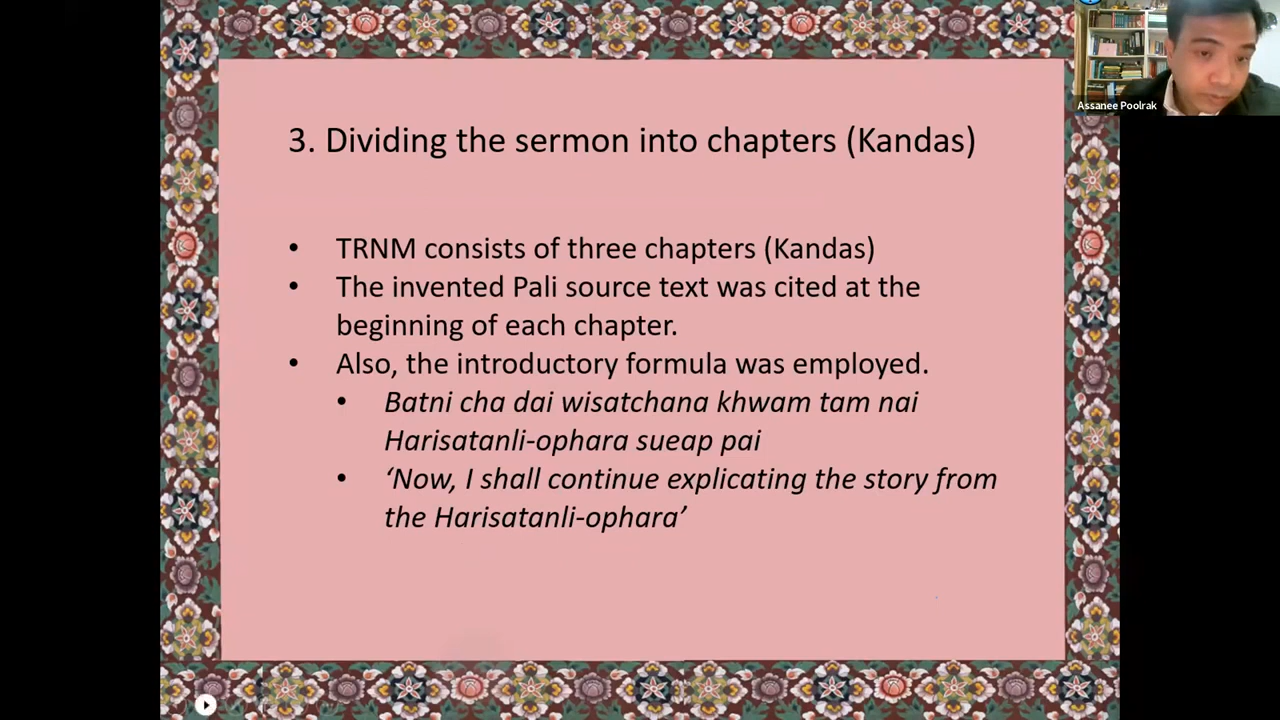 Assanee Poolrak
3. Dividing the sermon into chapters (Kandas)
• TRNM consists of three chapters (Kandas)
• The invented Pali source text was cited at the
beginning of each chapter.
• Also, the introductory formula was employed.
• Batni cha dai wisatchana khwam tam nai
Harisatanli-ophara sueap pai
• ‘Now, I shall continue explicating the story from
the Harisatanli-ophara’